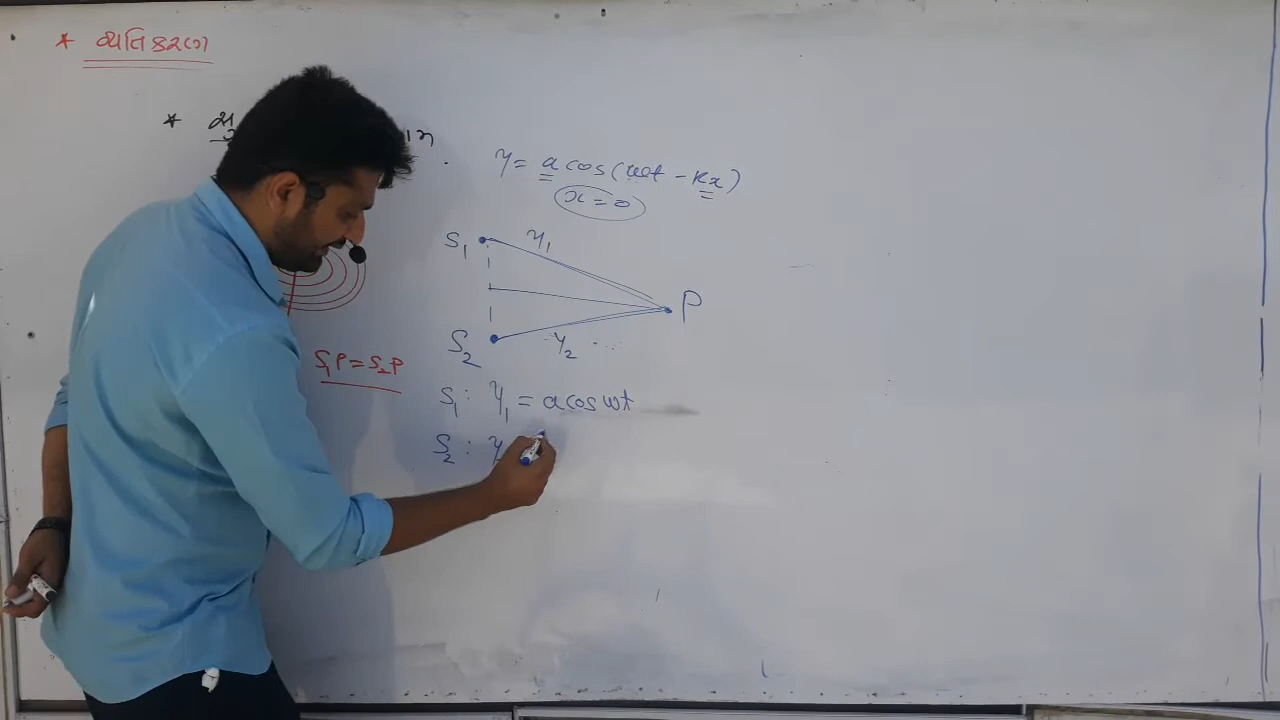 * વ્યતિકરણ
*
y = a cos(ωt - kx)
x = 0
S₁ y₁
P
S₂ y₂
S₁P = S₂P
S₁ : y₁ = a cos ωt
S₂ : y